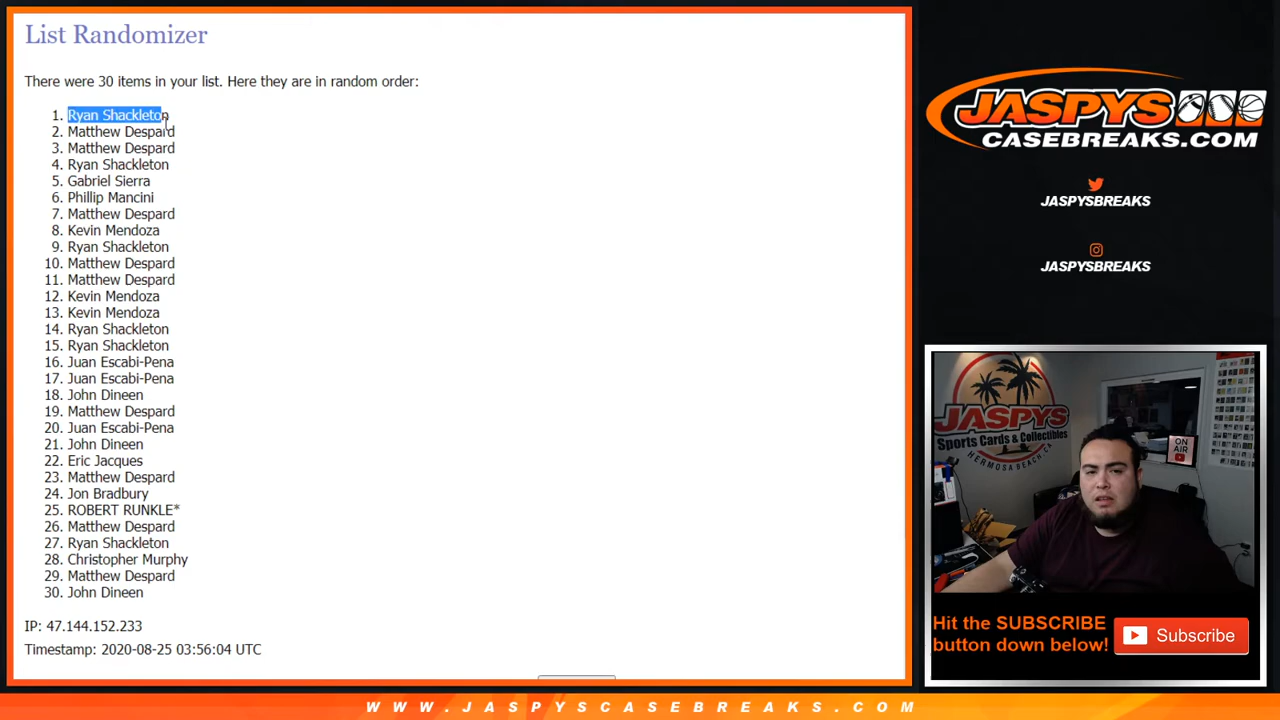 List Randomizer
There were 30 items in your list. Here they are in random order:
1. Ryan Shackleton
2. Matthew Despard
3. Matthew Despard
4. Ryan Shackleton
5. Gabriel Sierra
6. Phillip Mancini
7. Matthew Despard
8. Kevin Mendoza
9. Ryan Shackleton
10. Matthew Despard
11. Matthew Despard
12. Kevin Mendoza
13. Kevin Mendoza
14. Ryan Shackleton
15. Ryan Shackleton
16. Juan Escabi-Pena
17. Juan Escabi-Pena
18. John Dineen
19. Matthew Despard
20. Juan Escabi-Pena
21. John Dineen
22. Eric Jacques
23. Matthew Despard
24. Jon Bradbury
25. ROBERT RUNKLE*
26. Matthew Despard
27. Ryan Shackleton
28. Christopher Murphy
29. Matthew Despard
30. John Dineen
IP: 47.144.152.233
Timestamp: 2020-08-25 03:56:04 UTC
JASPYS
CASEBREAKS.COM
JASPYSBREAKS
JASPYSBREAKS
JASPYS
Sports Cards & Collectibles
HERMOSA BEACH, CA
ON
AIR
Hit the SUBSCRIBE
button down below!
Subscribe
WWW.JASPYSCASEBREAKS.COM